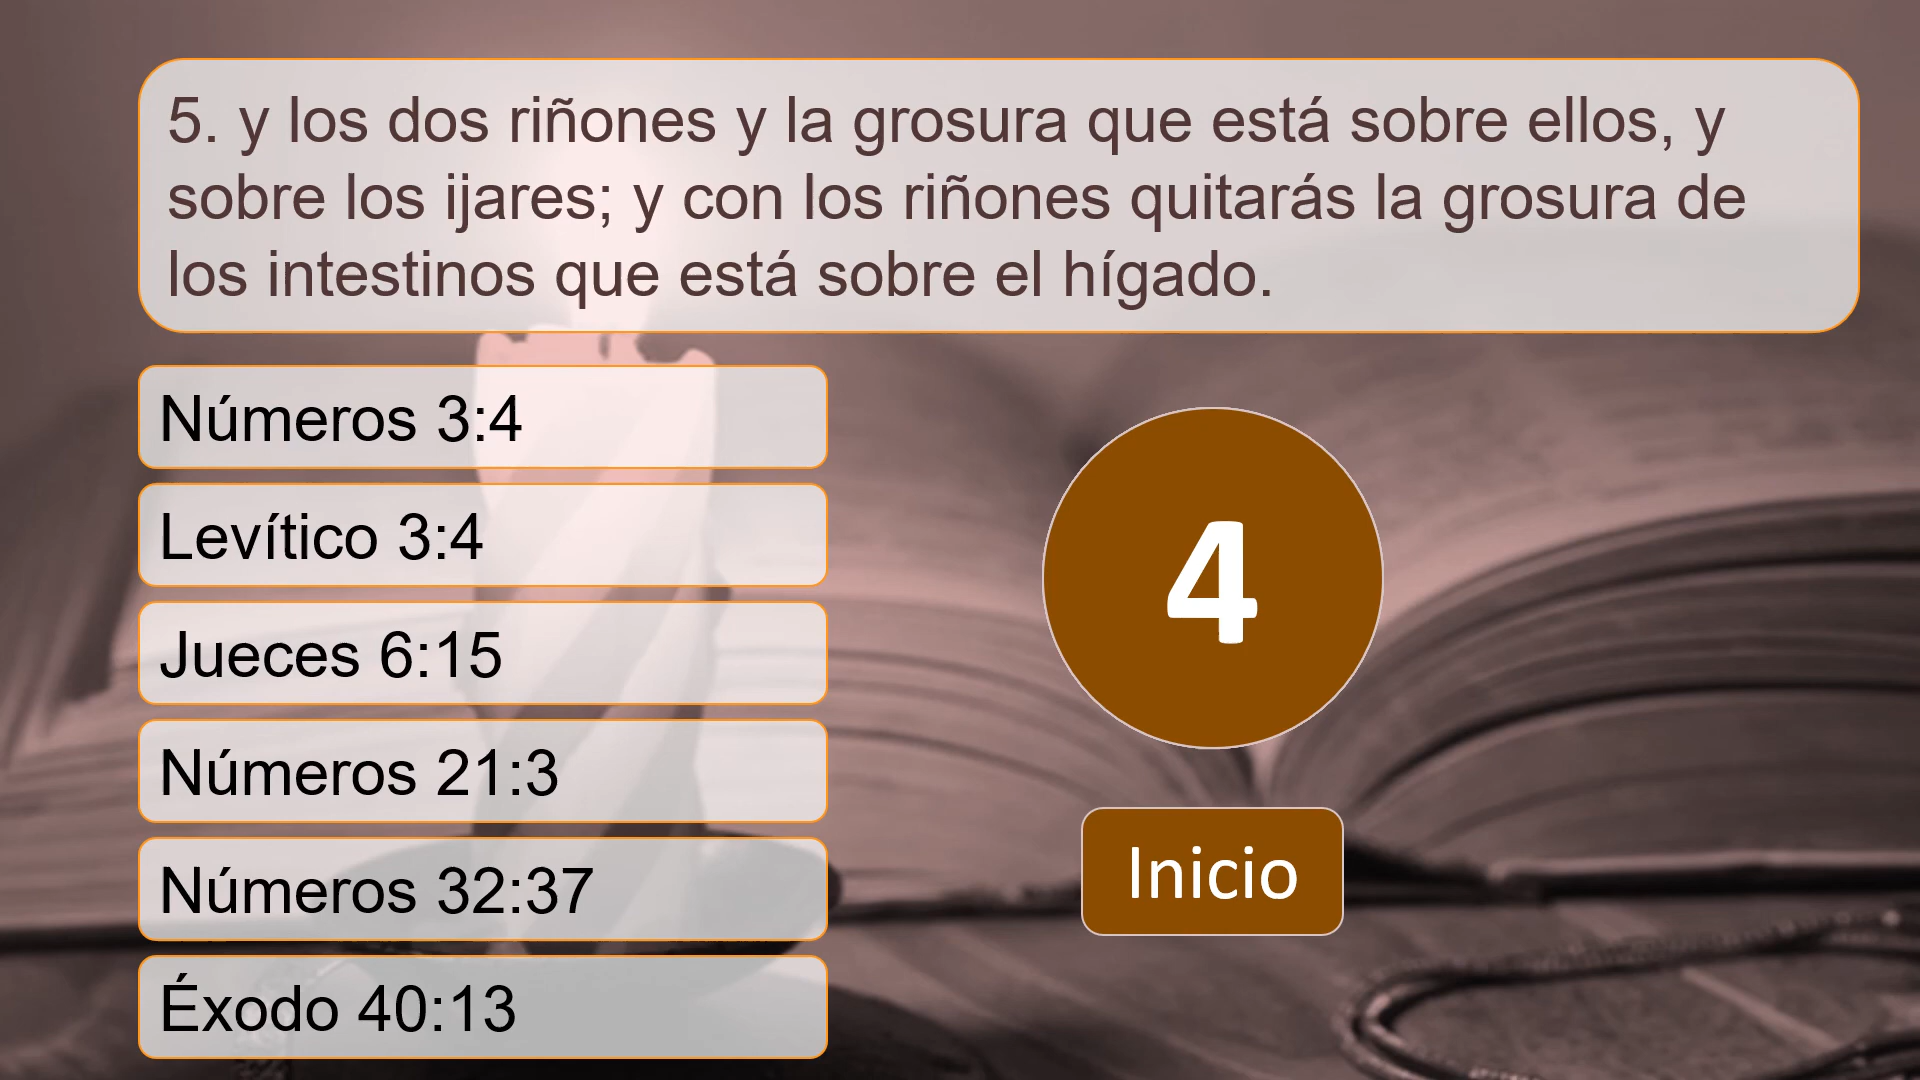 5. y los dos riñones y la grosura que está sobre ellos, y
sobre los ijares; y con los riñones quitarás la grosura de
los intestinos que está sobre el hígado.
Números 3:4
Levítico 3:4
Jueces 6:15
Números 21:3
Números 32:37
Éxodo 40:13
4
Inicio